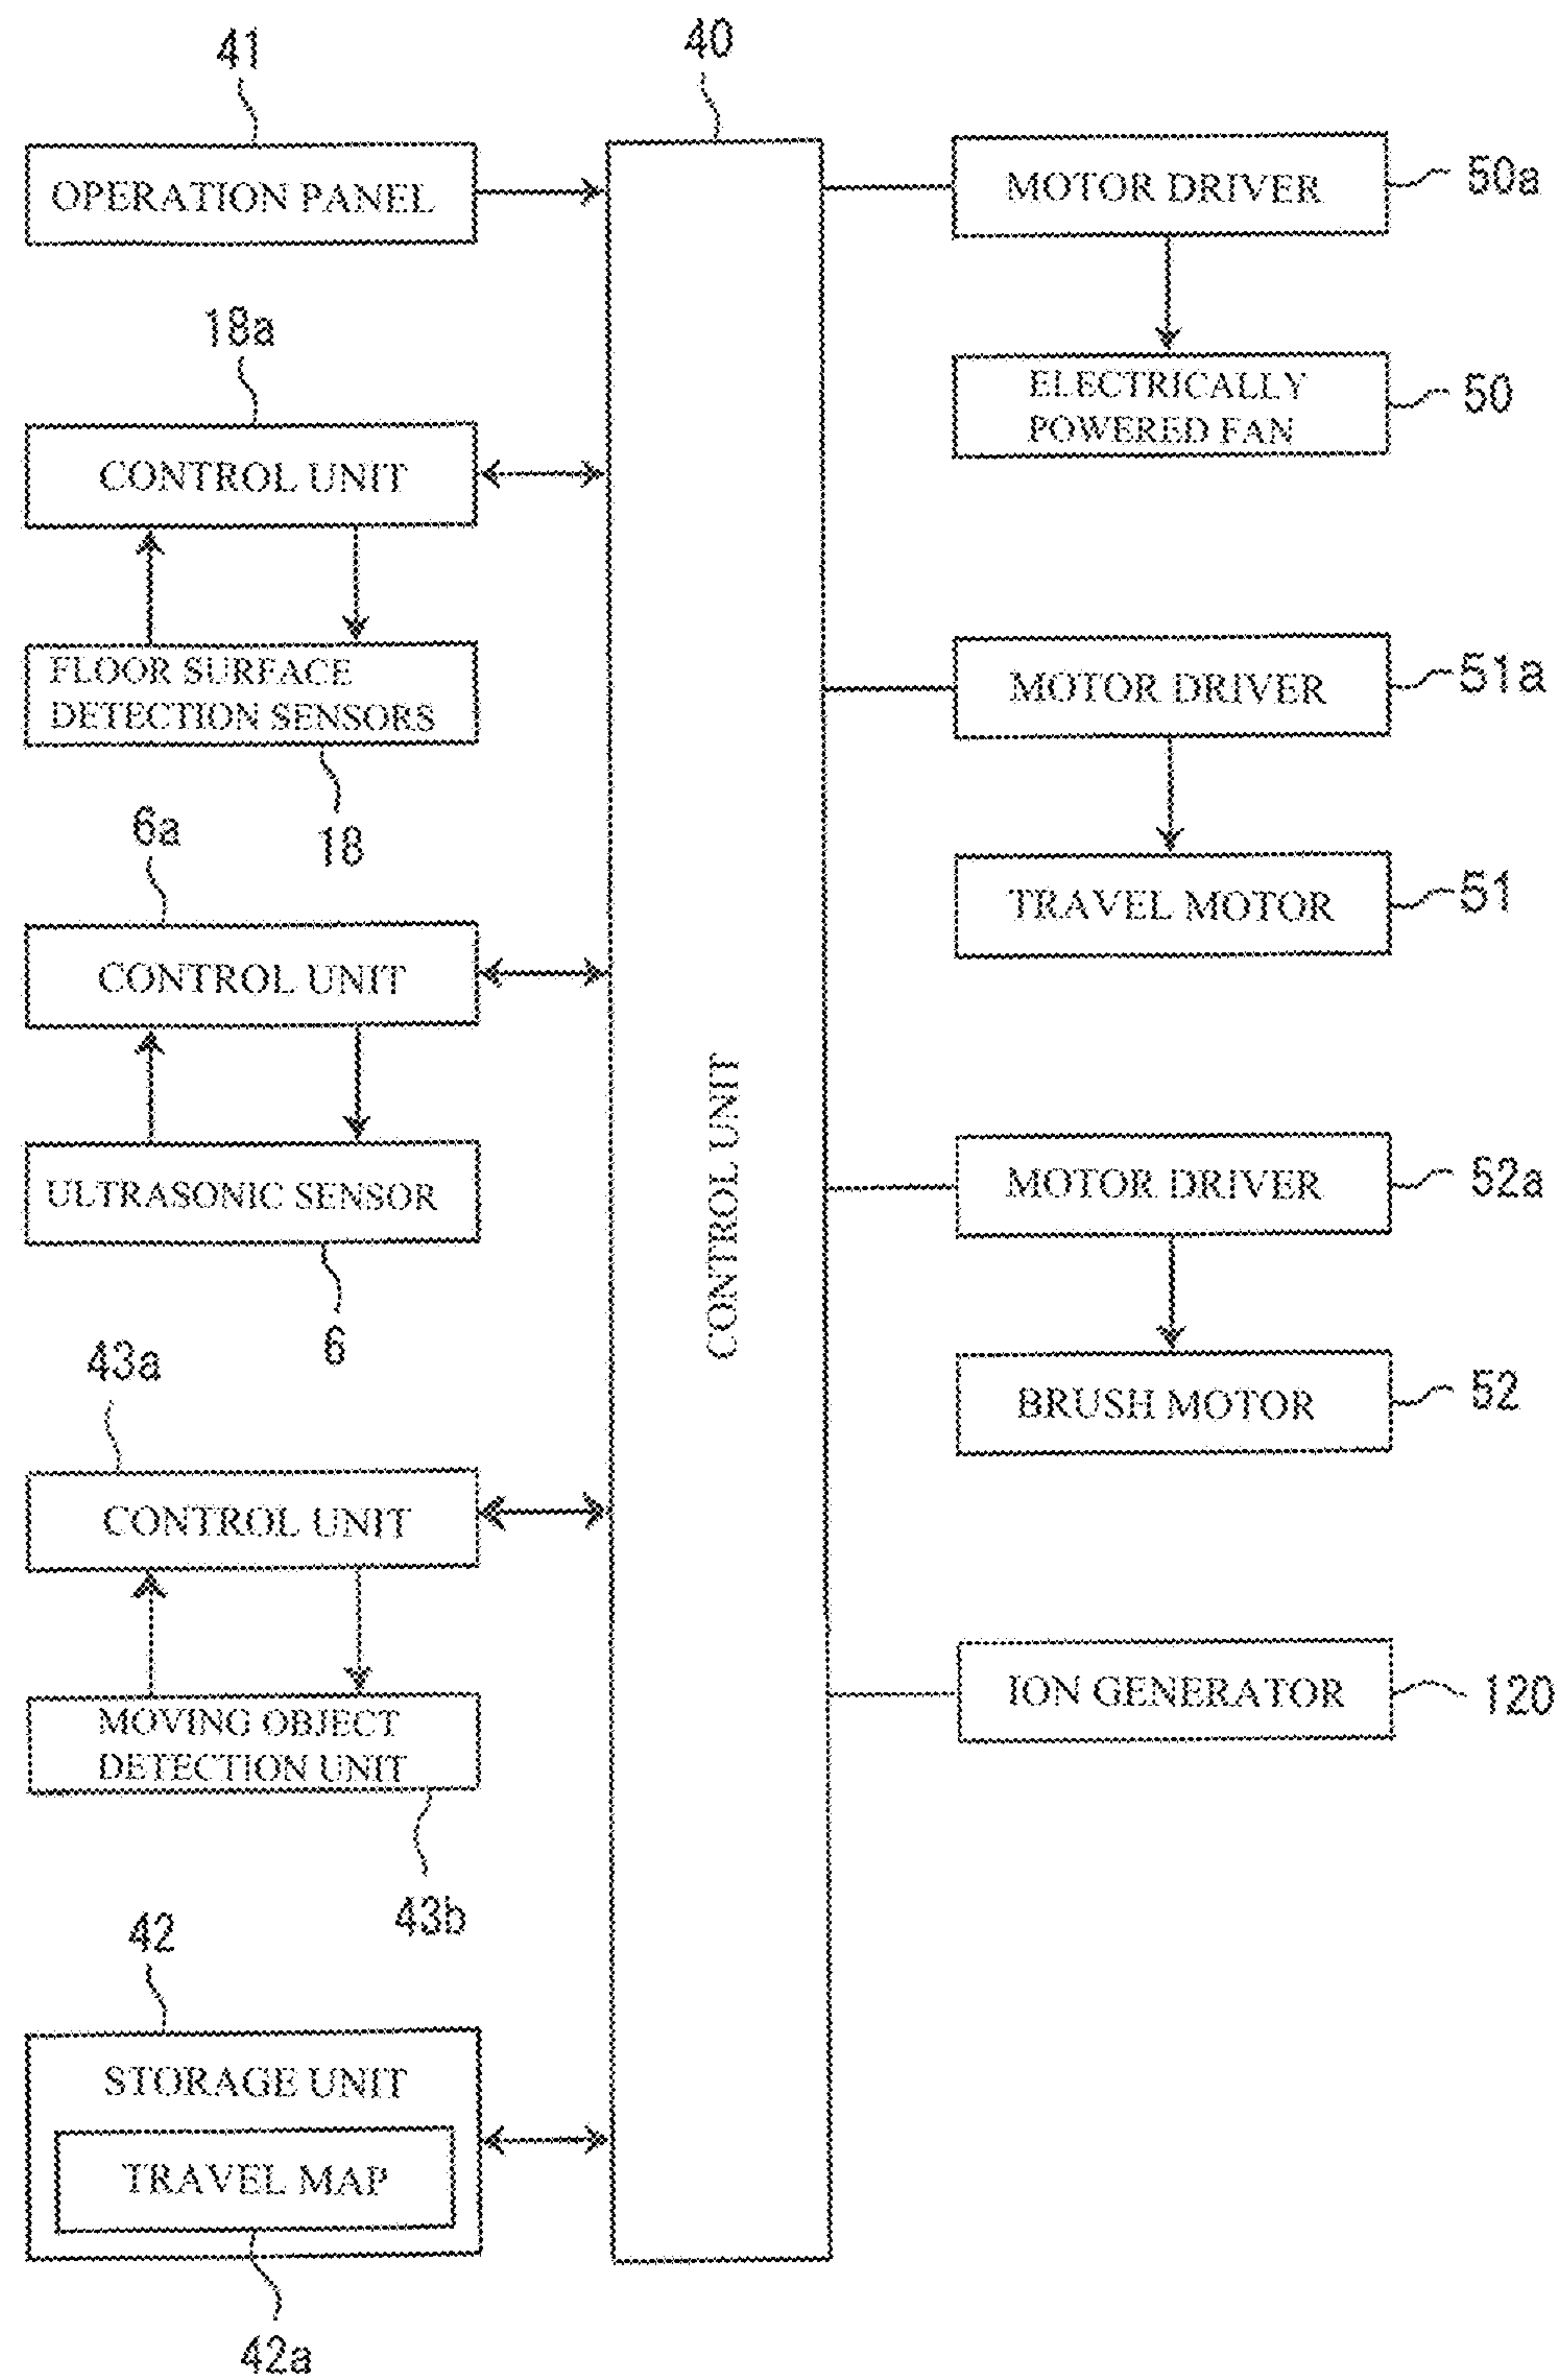 41
OPERATION PANEL
18a
CONTROL UNIT
FLOOR SURFACE
DETECTION SENSORS
18
6a
CONTROL UNIT
ULTRASONIC SENSOR
6
43a
CONTROL UNIT
MOVING OBJECT
DETECTION UNIT
43b
42
STORAGE UNIT
TRAVEL MAP
42a
40
CONTROL UNIT
MOTOR DRIVER
50a
ELECTRICALLY
POWERED FAN
50
MOTOR DRIVER
51a
TRAVEL MOTOR
51
MOTOR DRIVER
52a
BRUSH MOTOR
52
ION GENERATOR
120